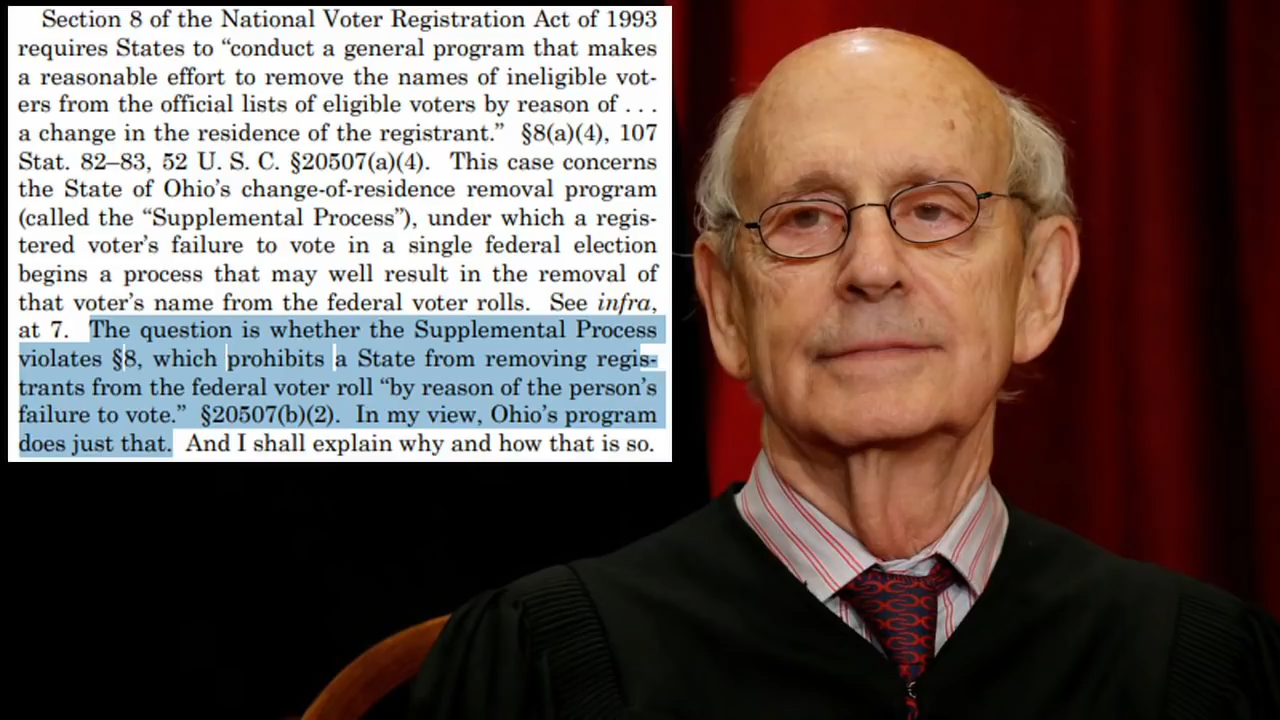 Section 8 of the National Voter Registration Act of 1993
requires States to “conduct a general program that makes
a reasonable effort to remove the names of ineligible vot-
ers from the official lists of eligible voters by reason of . . .
a change in the residence of the registrant.” §8(a)(4), 107
Stat. 82–83, 52 U. S. C. §20507(a)(4). This case concerns
the State of Ohio’s change-of-residence removal program
(called the “Supplemental Process”), under which a regis-
tered voter’s failure to vote in a single federal election
begins a process that may well result in the removal of
that voter’s name from the federal voter rolls. See infra,
at 7. The question is whether the Supplemental Process
violates §8, which prohibits a State from removing regis-
trants from the federal voter roll “by reason of the person’s
failure to vote.” §20507(b)(2). In my view, Ohio’s program
does just that. And I shall explain why and how that is so.